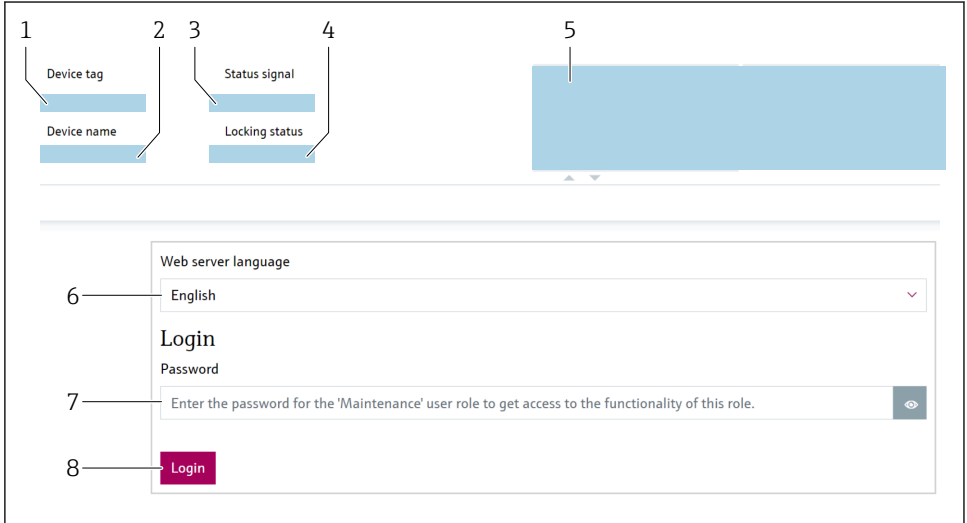 1 2 3 4 5
Device tag Status signal
Device name Locking status
Web server language
6 English
Login
Password
7 Enter the password for the 'Maintenance' user role to get access to the functionality of this role.
8 Login